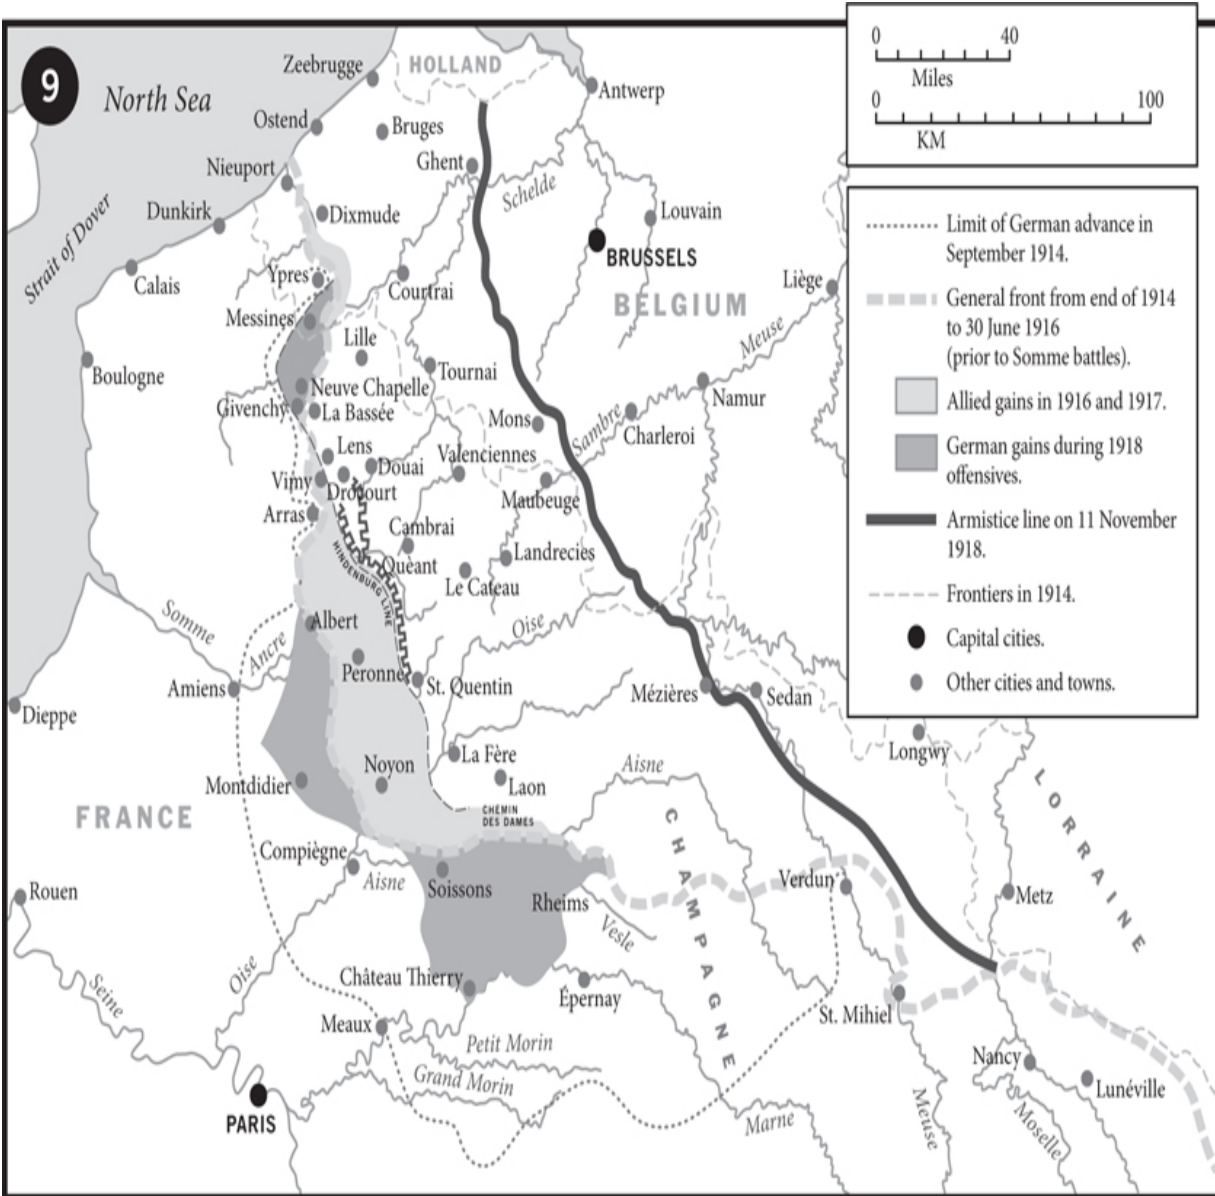 9
North Sea
Strait of Dover
HOLLAND
Zeebrugge
Antwerp
Ostend
Bruges
Nieuport
Ghent
Schelde
Dunkirk
Dixmude
Louvain
BRUSSELS
Calais
Ypres
Courtrai
BELGIUM
Liège
Messines
Lille
Meuse
Boulogne
Tournai
Neuve Chapelle
Namur
Givenchy
La Bassée
Mons
Sambre
Charleroi
Lens
Douai
Valenciennes
Vimy
Drocourt
Maubeuge
Arras
Cambrai
HINDENBURG LINE
Quèant
Landrecies
Le Cateau
Somme
Albert
Oise
Ancre
Peronne
Amiens
St. Quentin
Mézières
Sedan
Dieppe
Longwy
La Fère
Noyon
Aisne
Montdidier
Laon
FRANCE
CHEMIN
DES DAMES
LORRAINE
CHAMPAGNE
Compiègne
Aisne
Soissons
Verdun
Rouen
Rheims
Metz
Vesle
Oise
Seine
Château Thierry
Épernay
St. Mihiel
Meaux
Petit Morin
Grand Morin
Nancy
Lunéville
PARIS
Marne
Meuse
Moselle
0 40
Miles
0 100
KM
Limit of German advance in
September 1914.
General front from end of 1914
to 30 June 1916
(prior to Somme battles).
Allied gains in 1916 and 1917.
German gains during 1918
offensives.
Armistice line on 11 November
1918.
Frontiers in 1914.
Capital cities.
Other cities and towns.